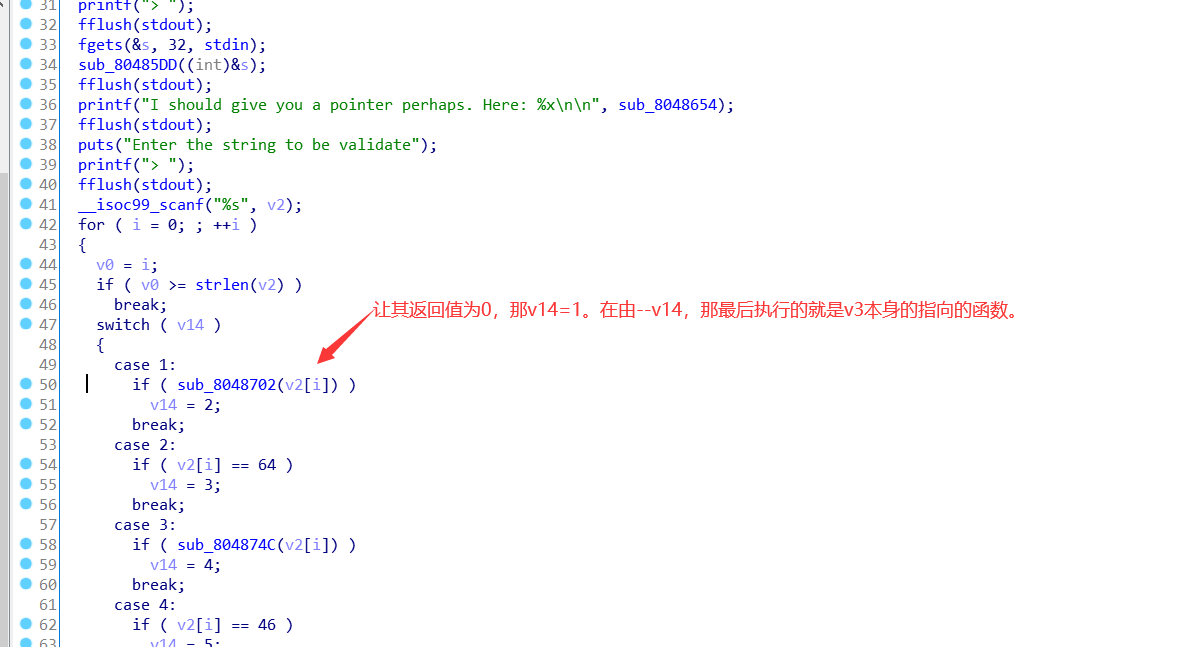 31 printf("> ");
32 fflush(stdout);
33 fgets(&s, 32, stdin);
34 sub_80485DD((int)&s);
35 fflush(stdout);
36 printf("I should give you a pointer perhaps. Here: %x\n\n", sub_8048654);
37 fflush(stdout);
38 puts("Enter the string to be validate");
39 printf("> ");
40 fflush(stdout);
41 __isoc99_scanf("%s", v2);
42 for ( i = 0; ; ++i )
43 {
44 v0 = i;
45 if ( v0 >= strlen(v2) )
让其返回值为0，那v14=1。在由--v14，那最后执行的就是v3本身的指向的函数。
46 break;
47 switch ( v14 )
48 {
49 case 1:
50 if ( sub_8048702(v2[i]) )
51 v14 = 2;
52 break;
53 case 2:
54 if ( v2[i] == 64 )
55 v14 = 3;
56 break;
57 case 3:
58 if ( sub_804874C(v2[i]) )
59 v14 = 4;
60 break;
61 case 4:
62 if ( v2[i] == 46 )
63 v14 = 5;